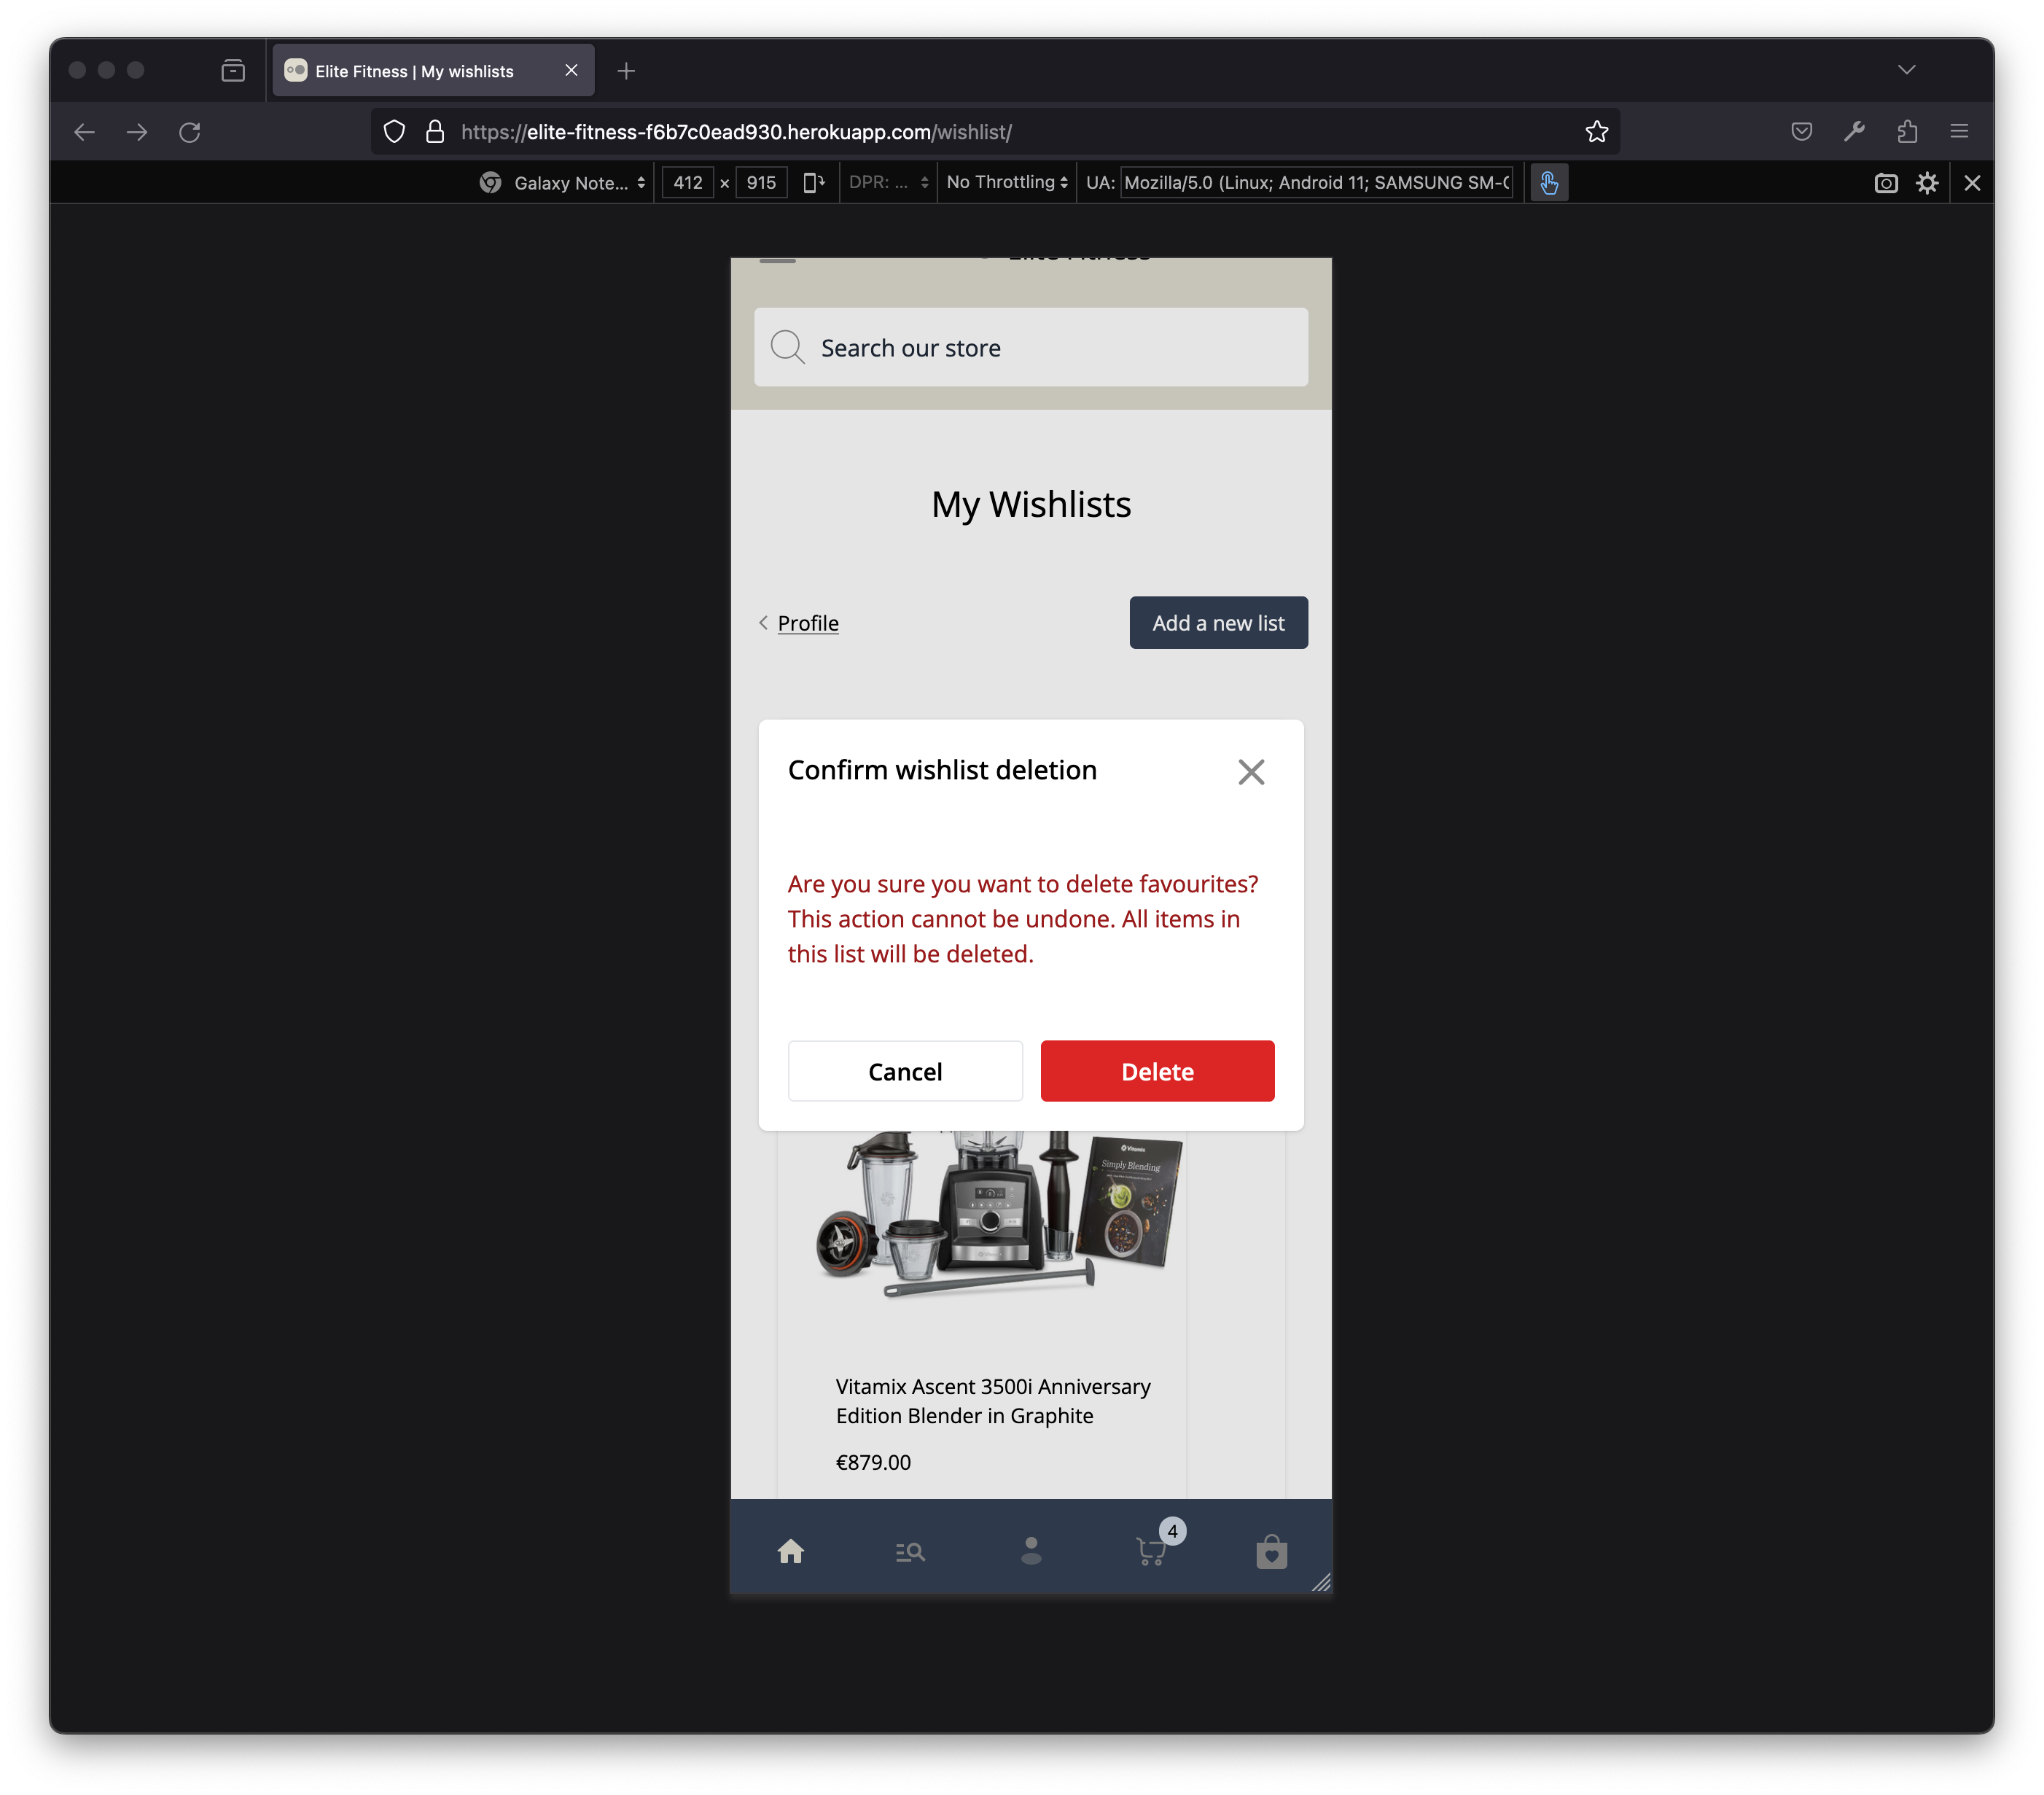 Elite Fitness | My wishlists
https://elite-fitness-f6b7c0ead930.herokuapp.com/wishlist/
Galaxy Note... 412 x 915 DPR: ... No Throttling UA: Mozilla/5.0 (Linux; Android 11; SAMSUNG SM-
Elite Fitness
Search our store
My Wishlists
Profile
Add a new list
Confirm wishlist deletion
Are you sure you want to delete favourites?
This action cannot be undone. All items in
this list will be deleted.
Cancel
Delete
Vitamix
Simply Blending
Vitamix Ascent 3500i Anniversary
Edition Blender in Graphite
€879.00
4